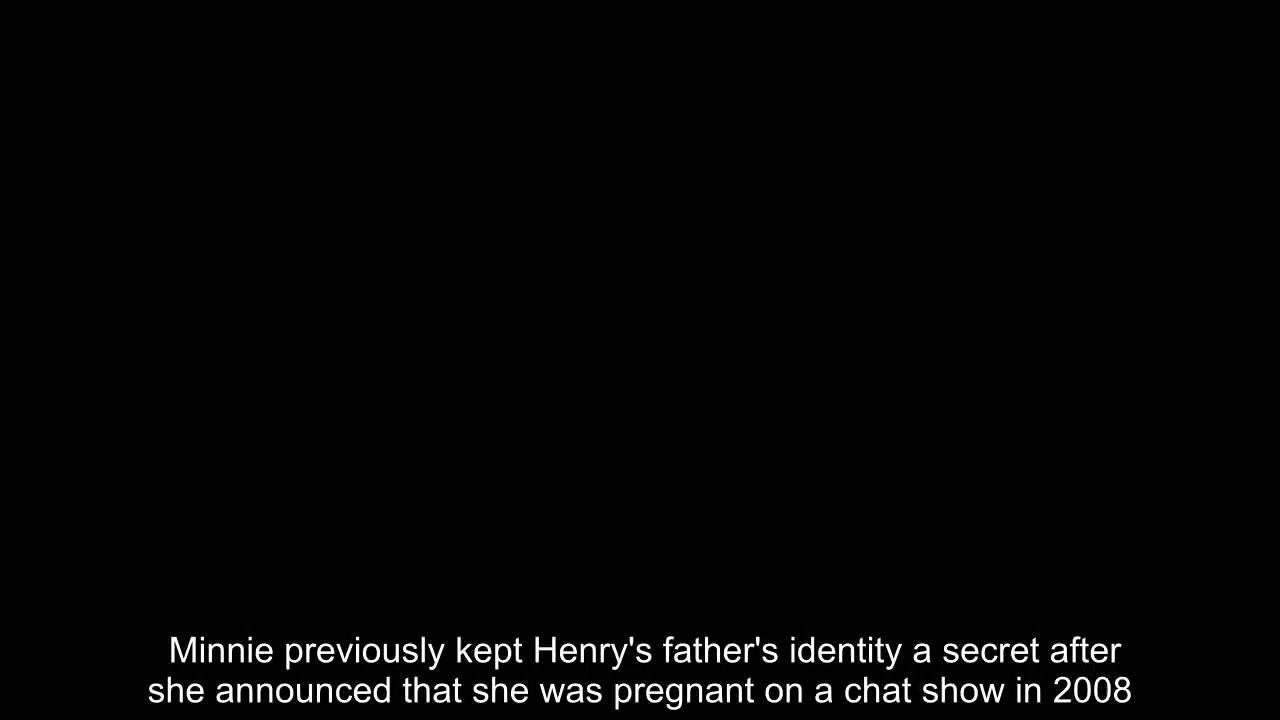 Minnie previously kept Henry's father's identity a secret after
she announced that she was pregnant on a chat show in 2008